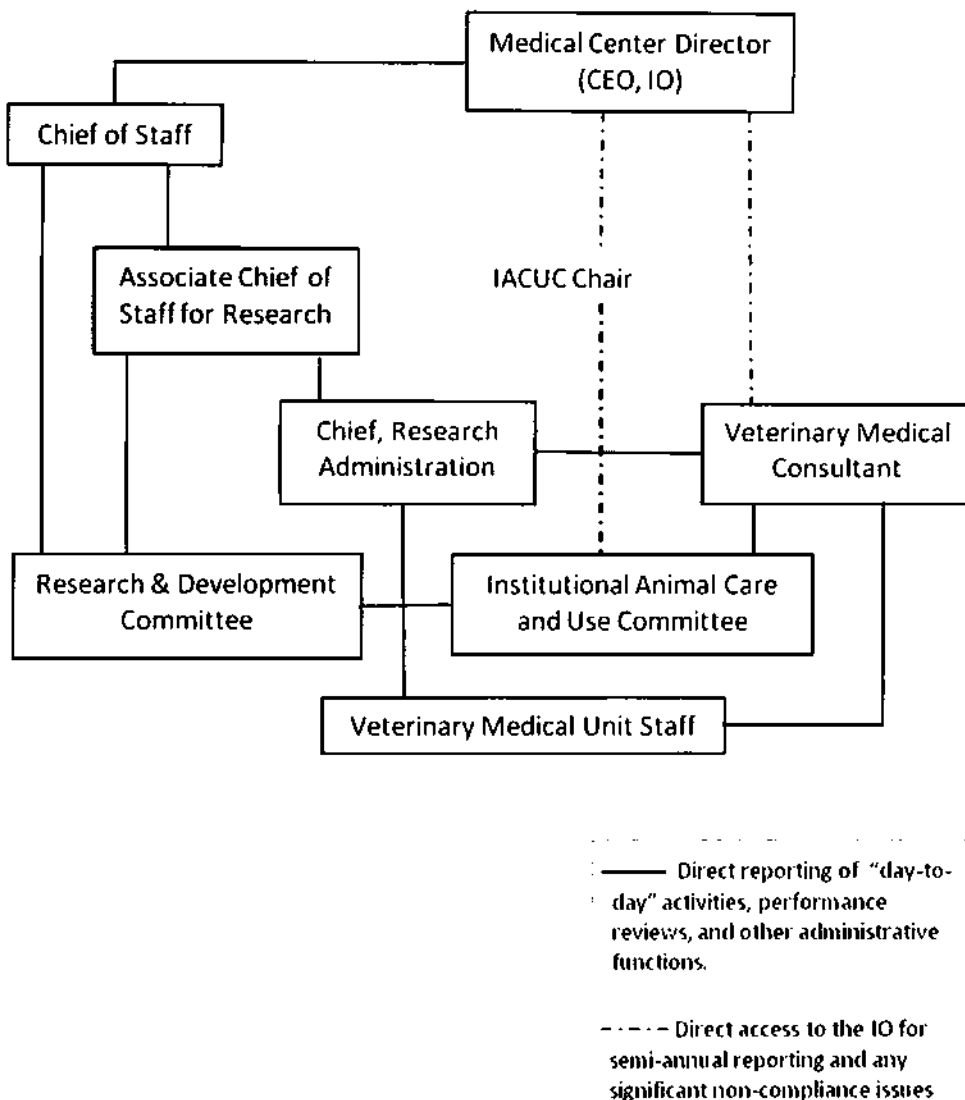 Medical Center Director
(CEO, IO)
Chief of Staff
Associate Chief of
Staff for Research
IACUC Chair
Chief, Research
Administration
Veterinary Medical
Consultant
Research & Development
Committee
Institutional Animal Care
and Use Committee
Veterinary Medical Unit Staff
Direct reporting of “day-to-
day” activities, performance
reviews, and other administrative
functions.
Direct access to the IO for
semi-annual reporting and any
significant non-compliance issues